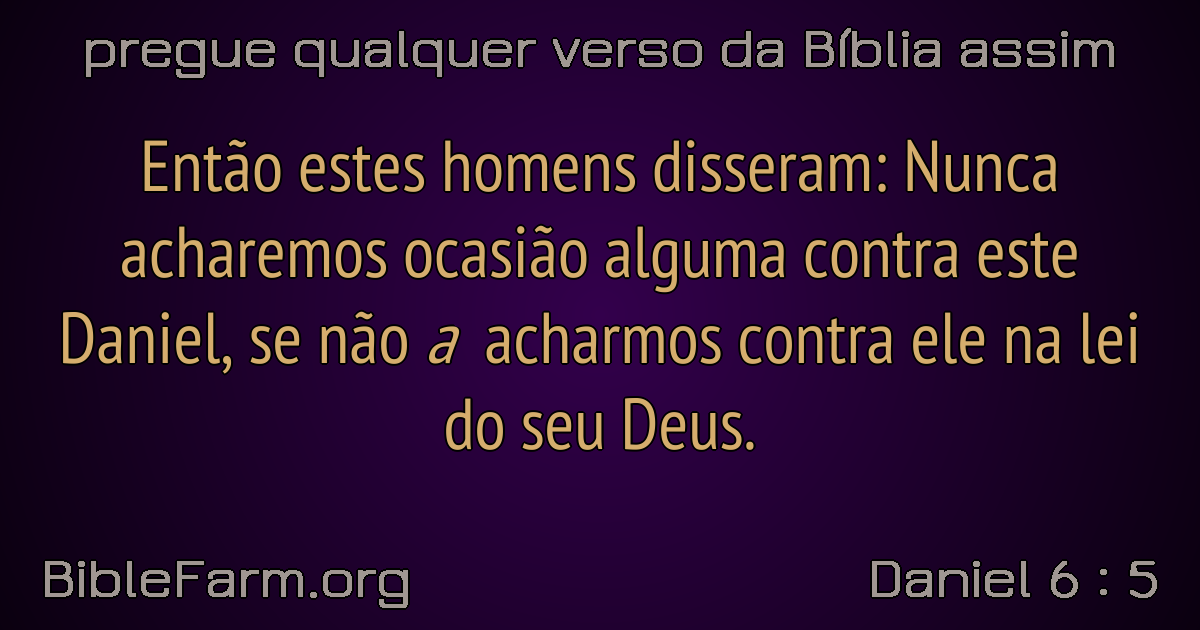 pregue qualquer verso da Bíblia assim
Então estes homens disseram: Nunca
acharemos ocasião alguma contra este
Daniel, se não a acharmos contra ele na lei
do seu Deus.
BibleFarm.org
Daniel 6 : 5